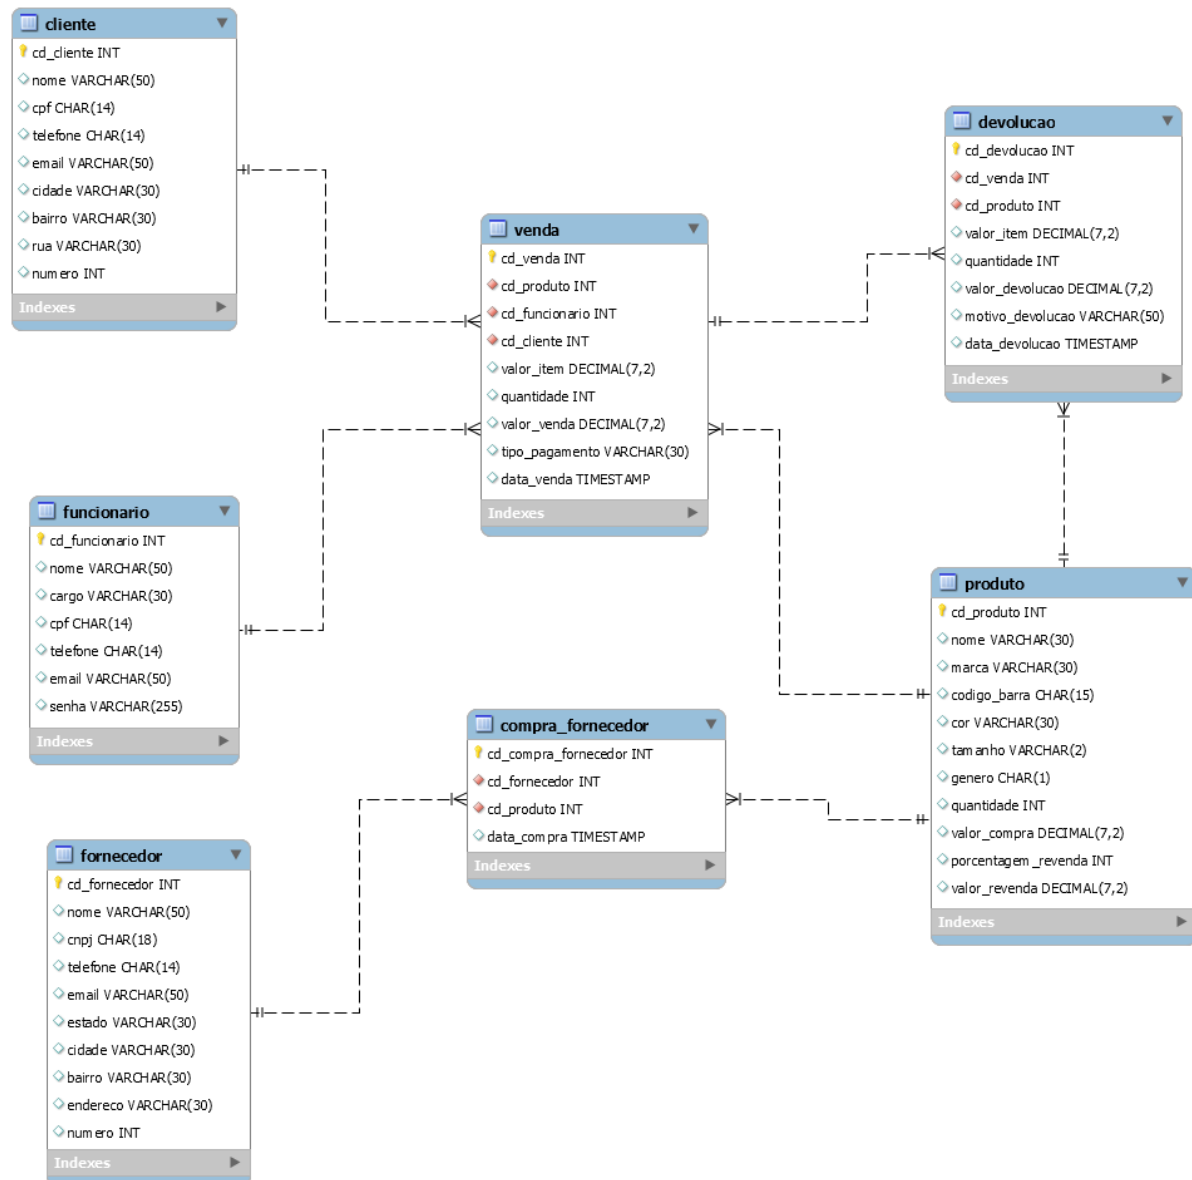 cliente
cd_cliente INT
nome VARCHAR(50)
cpf CHAR(14)
telefone CHAR(14)
email VARCHAR(50)
cidade VARCHAR(30)
bairro VARCHAR(30)
rua VARCHAR(30)
numero INT
Indexes
devolucao
cd_devolucao INT
cd_venda INT
cd_produto INT
valor_item DECIMAL(7,2)
quantidade INT
valor_devolucao DECIMAL(7,2)
motivo_devolucao VARCHAR(50)
data_devolucao TIMESTAMP
Indexes
venda
cd_venda INT
cd_produto INT
cd_funcionario INT
cd_cliente INT
valor_item DECIMAL(7,2)
quantidade INT
valor_venda DECIMAL(7,2)
tipo_pagamento VARCHAR(30)
data_venda TIMESTAMP
Indexes
funcionario
cd_funcionario INT
nome VARCHAR(50)
cargo VARCHAR(30)
cpf CHAR(14)
telefone CHAR(14)
email VARCHAR(50)
senha VARCHAR(255)
Indexes
produto
cd_produto INT
nome VARCHAR(30)
marca VARCHAR(30)
codigo_barra CHAR(15)
cor VARCHAR(30)
tamanho VARCHAR(2)
genero CHAR(1)
quantidade INT
valor_compra DECIMAL(7,2)
porcentagem_revenda INT
valor_revenda DECIMAL(7,2)
Indexes
compra_fornecedor
cd_compra_fornecedor INT
cd_fornecedor INT
cd_produto INT
data_compra TIMESTAMP
Indexes
fornecedor
cd_fornecedor INT
nome VARCHAR(50)
cnpj CHAR(18)
telefone CHAR(14)
email VARCHAR(50)
estado VARCHAR(30)
cidade VARCHAR(30)
bairro VARCHAR(30)
endereco VARCHAR(30)
numero INT
Indexes